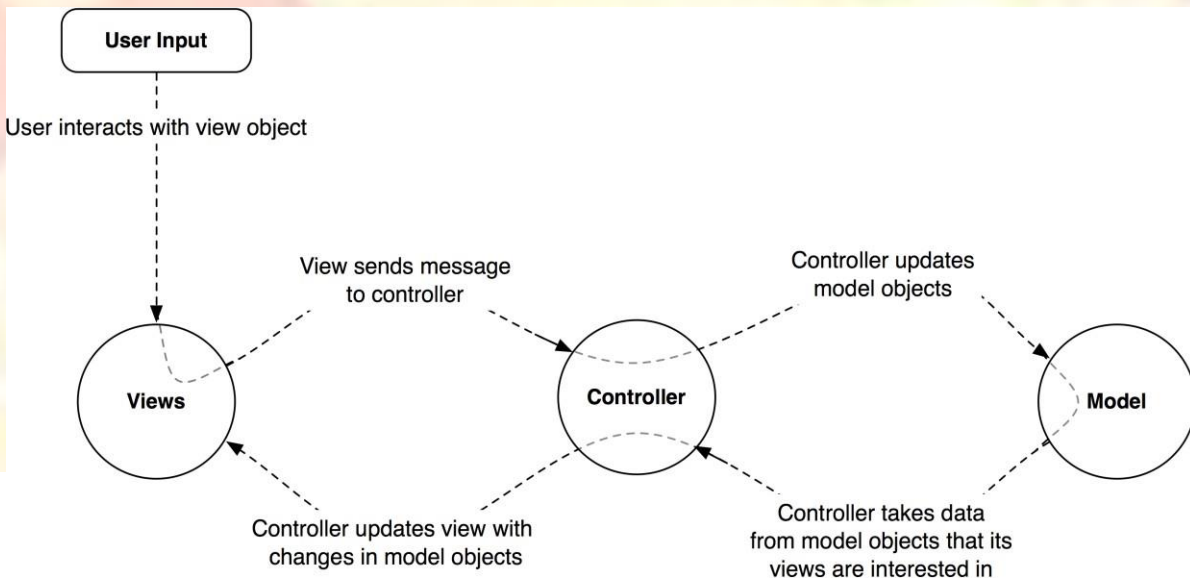 User Input
User interacts with view object
View sends message
to controller
Controller updates
model objects
Views
Controller
Model
Controller updates view with
changes in model objects
Controller takes data
from model objects that its
views are interested in